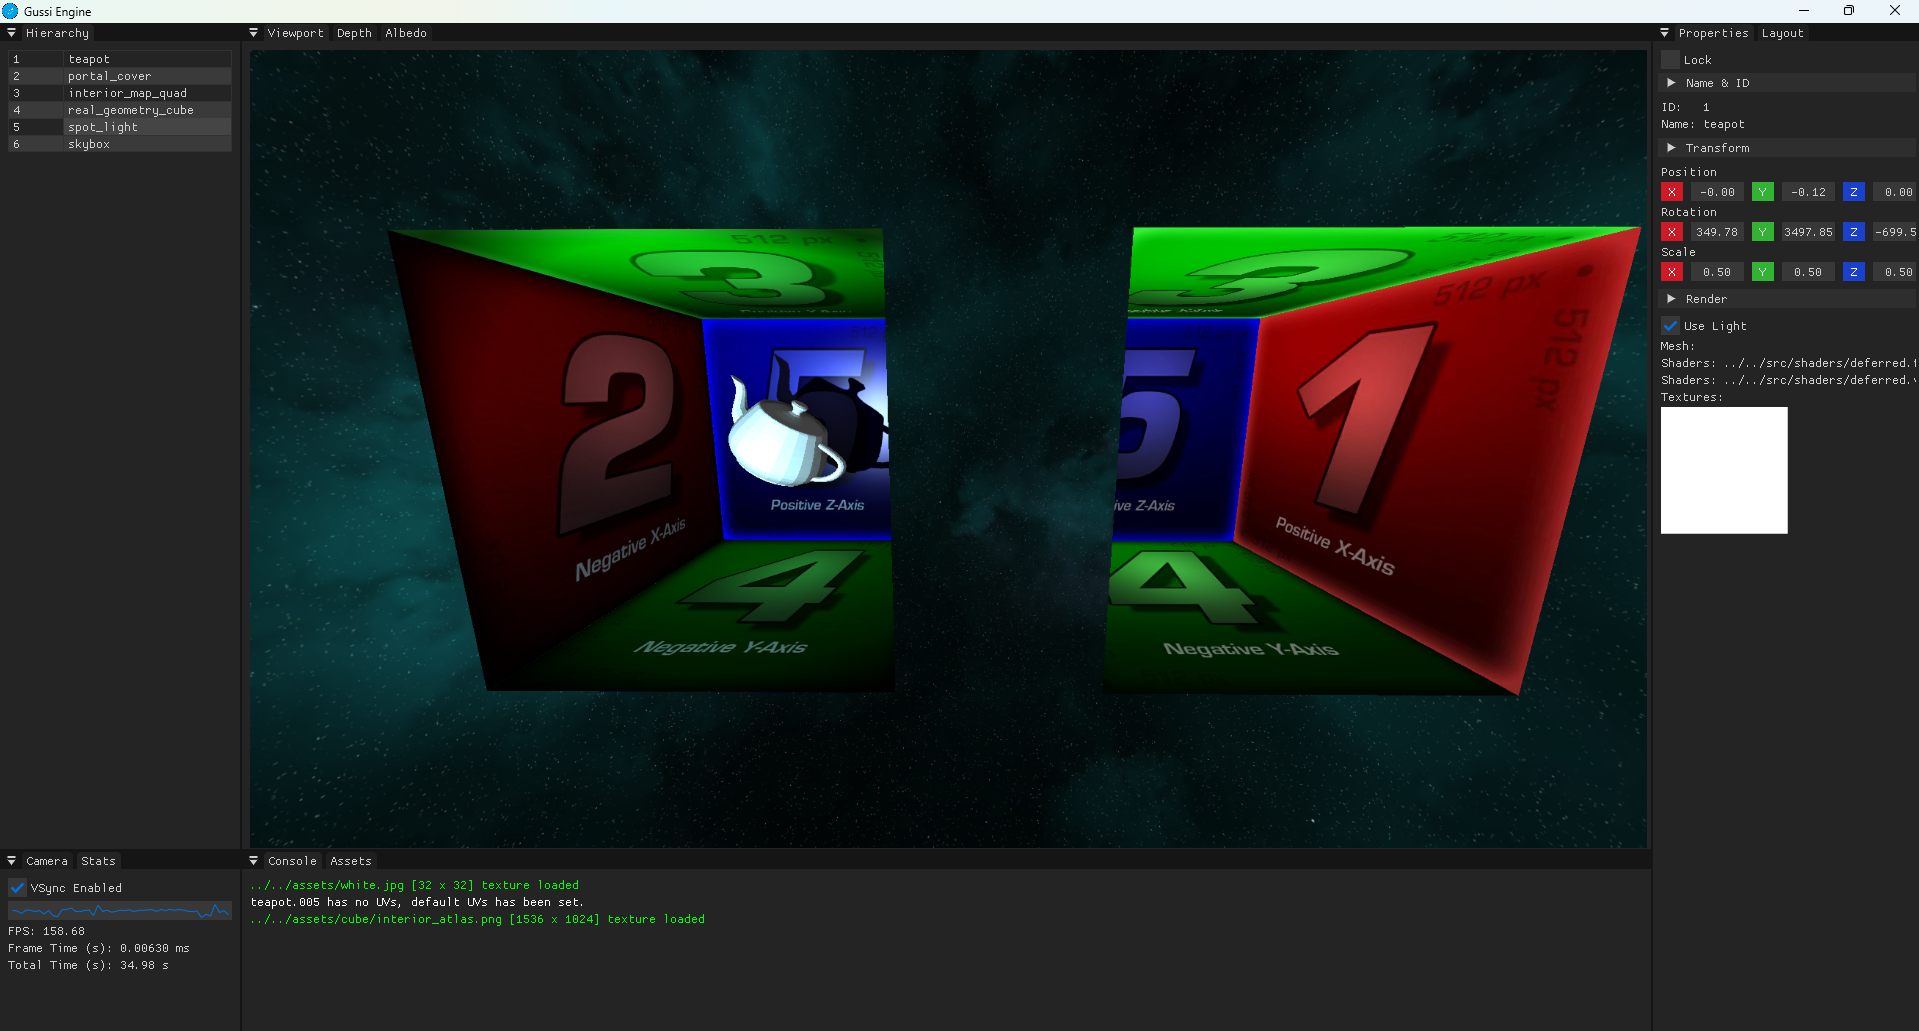 Gussi Engine
Hierarchy
1 teapot
2 portal_cover
3 interior_map_quad
4 real_geometry_cube
5 spot_light
6 skybox
Viewport Depth Albedo
512 px
3
2
Negative X-Axis
5
Positive Z-Axis
4
Negative Y-Axis
3
5
ive Z-Axis
4
Negative Y-Axis
512 px
512 px
1
Positive X-Axis
Properties Layout
Lock
Name & ID
ID: 1
Name: teapot
Transform
Position
X -0.00 Y -0.12 Z 0.00
Rotation
X 349.78 Y 3497.85 Z -699.5
Scale
X 0.50 Y 0.50 Z 0.50
Render
Use Light
Mesh:
Shaders: ../../src/shaders/deferred.
Shaders: ../../src/shaders/deferred.
Textures:
Camera Stats
VSync Enabled
FPS: 158.68
Frame Time (s): 0.00630 ms
Total Time (s): 34.98 s
Console Assets
../../assets/white.jpg [32 x 32] texture loaded
teapot.005 has no UVs, default UVs has been set.
../../assets/cube/interior_atlas.png [1536 x 1024] texture loaded